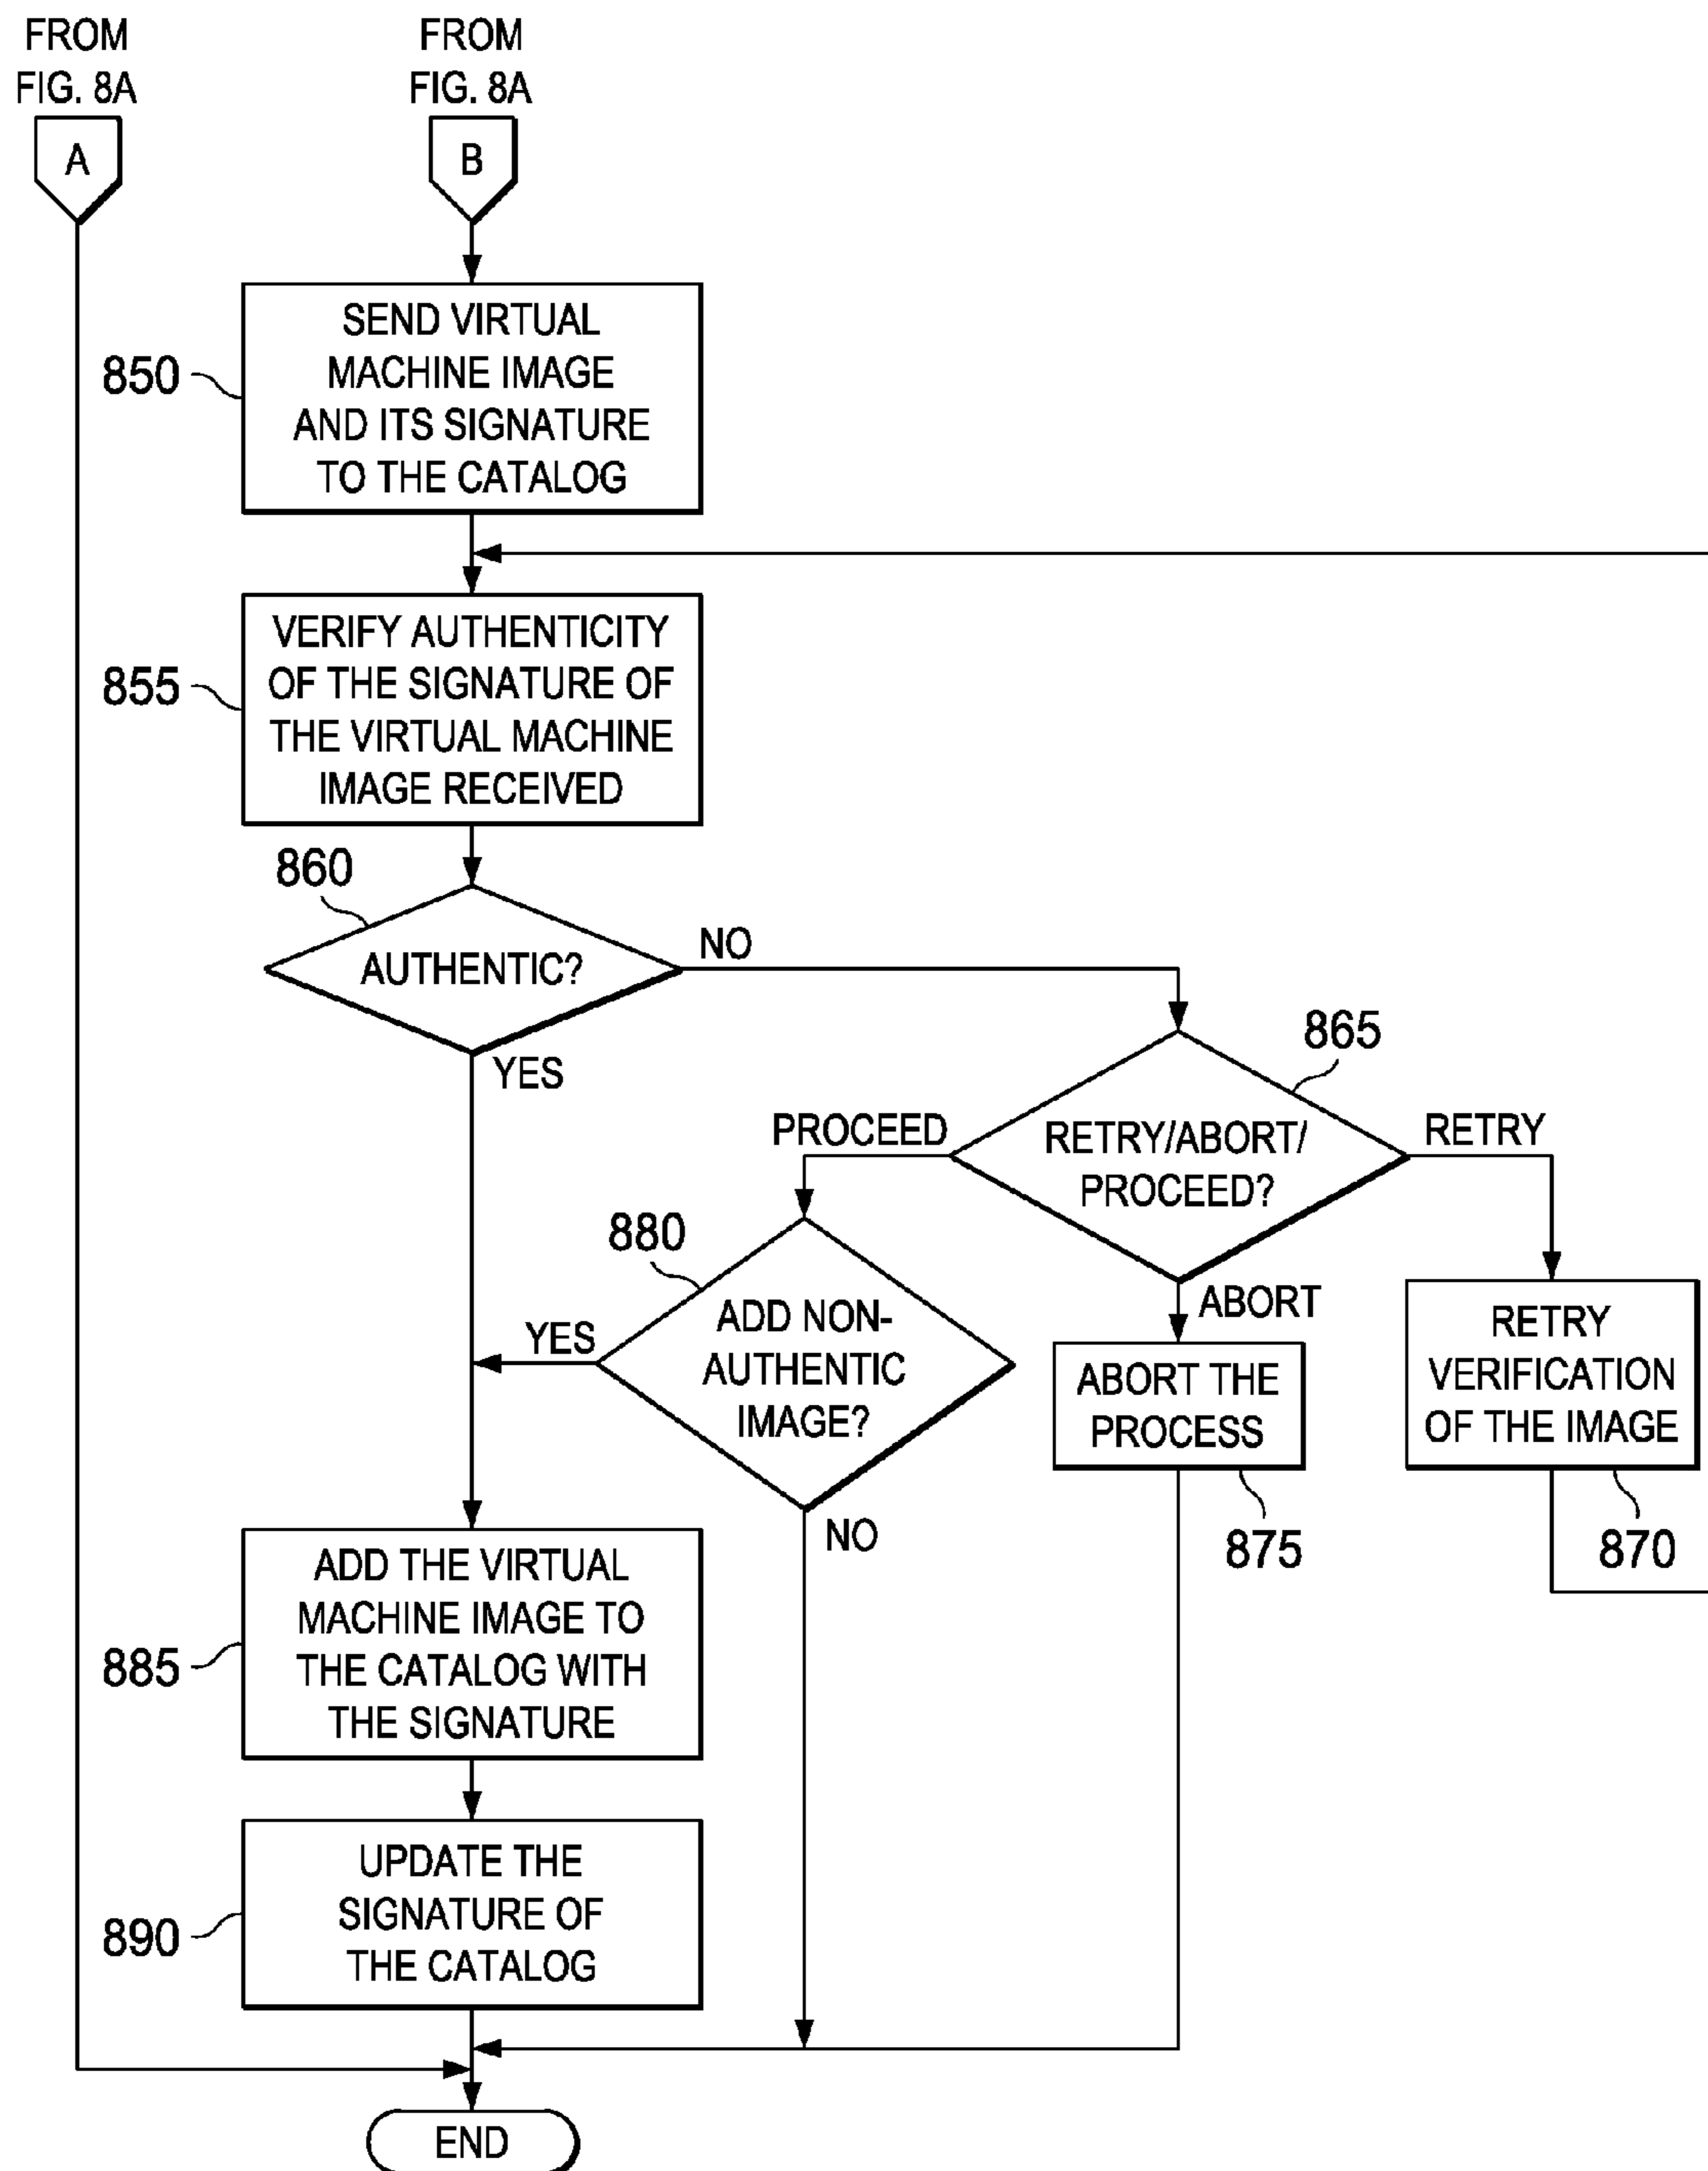 FROM
FIG. 8A
A
FROM
FIG. 8A
B
850
SEND VIRTUAL
MACHINE IMAGE
AND ITS SIGNATURE
TO THE CATALOG
855
VERIFY AUTHENTICITY
OF THE SIGNATURE OF
THE VIRTUAL MACHINE
IMAGE RECEIVED
860
AUTHENTIC?
NO
YES
865
RETRY/ABORT/
PROCEED?
PROCEED
RETRY
ABORT
880
ADD NON-
AUTHENTIC
IMAGE?
YES
NO
ABORT THE
PROCESS
875
RETRY
VERIFICATION
OF THE IMAGE
870
885
ADD THE VIRTUAL
MACHINE IMAGE TO
THE CATALOG WITH
THE SIGNATURE
890
UPDATE THE
SIGNATURE OF
THE CATALOG
END